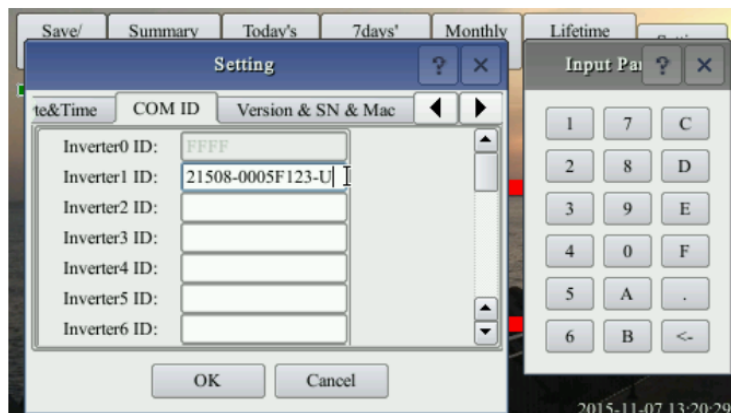 Save/
Summary
Today's
7days'
Monthly
Lifetime
Setting
? ×
Input Pa
? ×
te&Time
COM ID
Version & SN & Mac
Inverter0 ID: FFFF
Inverter1 ID: 21508-0005F123-U
Inverter2 ID:
Inverter3 ID:
Inverter4 ID:
Inverter5 ID:
Inverter6 ID:
OK
Cancel
1 7 C
2 8 D
3 9 E
4 0 F
5 A .
6 B <-
2015-11-07 13:20:29